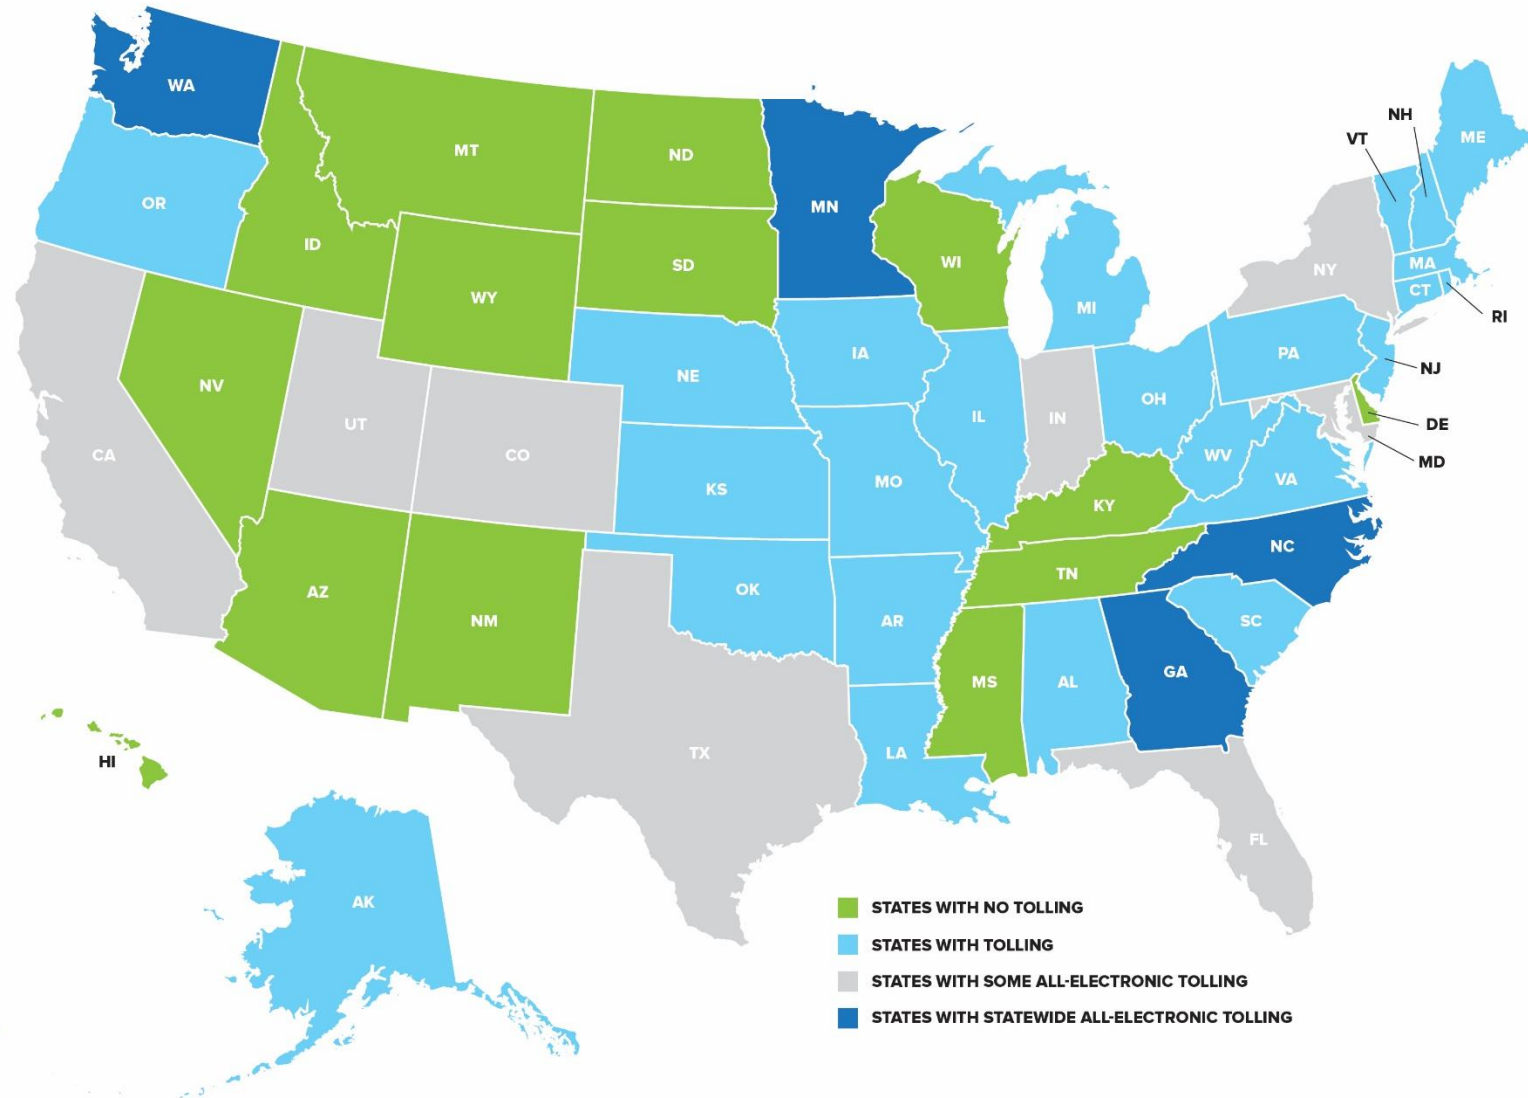 WA
MT
ND
MN
OR
ID
WY
SD
WI
MI
NH
VT
ME
NY
MA
CT
RI
NV
UT
CO
CA
NE
IA
IL
IN
OH
PA
NJ
DE
MD
KS
MO
KY
WV
VA
AZ
NM
OK
AR
TN
NC
SC
MS
AL
GA
TX
LA
FL
HI
AK
STATES WITH NO TOLLING
STATES WITH TOLLING
STATES WITH SOME ALL-ELECTRONIC TOLLING
STATES WITH STATEWIDE ALL-ELECTRONIC TOLLING